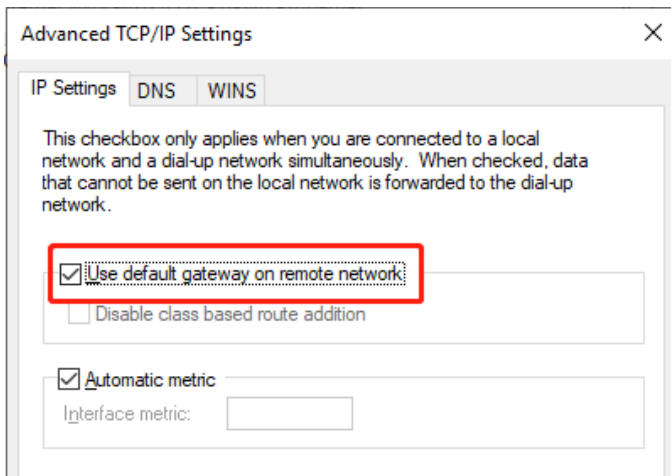 Advanced TCP/IP Settings
IP Settings DNS WINS
This checkbox only applies when you are connected to a local
network and a dial-up network simultaneously. When checked, data
that cannot be sent on the local network is forwarded to the dial-up
network.
Use default gateway on remote network
Disable class based route addition
Automatic metric
Interface metric: